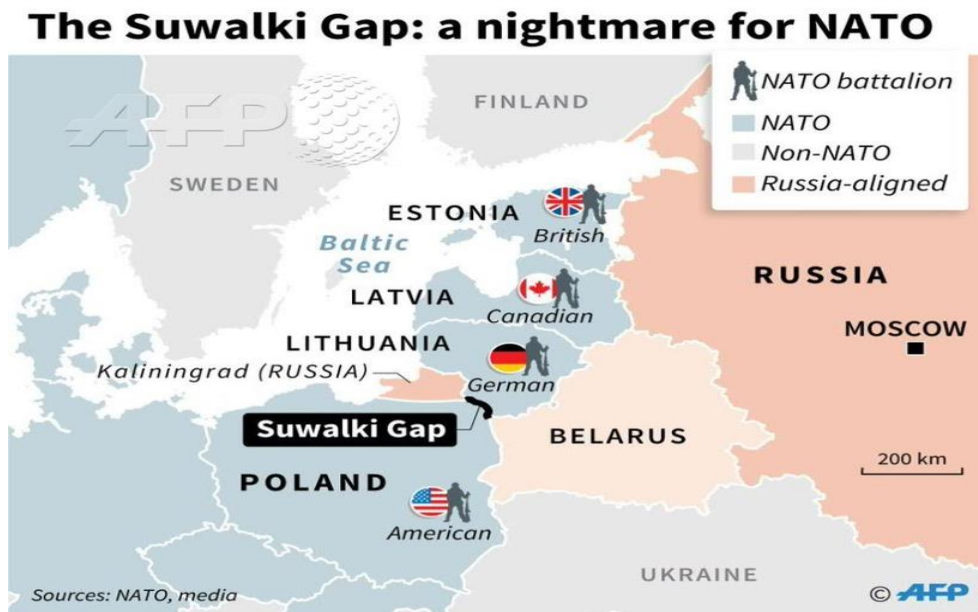 The Suwalki Gap: a nightmare for NATO
AFP
NATO battalion
NATO
Non-NATO
Russia-aligned
FINLAND
SWEDEN
ESTONIA
British
Baltic
Sea
RUSSIA
LATVIA
Canadian
MOSCOW
LITHUANIA
Kaliningrad (RUSSIA)
German
Suwalki Gap
BELARUS
200 km
POLAND
American
UKRAINE
Sources: NATO, media
© AFP